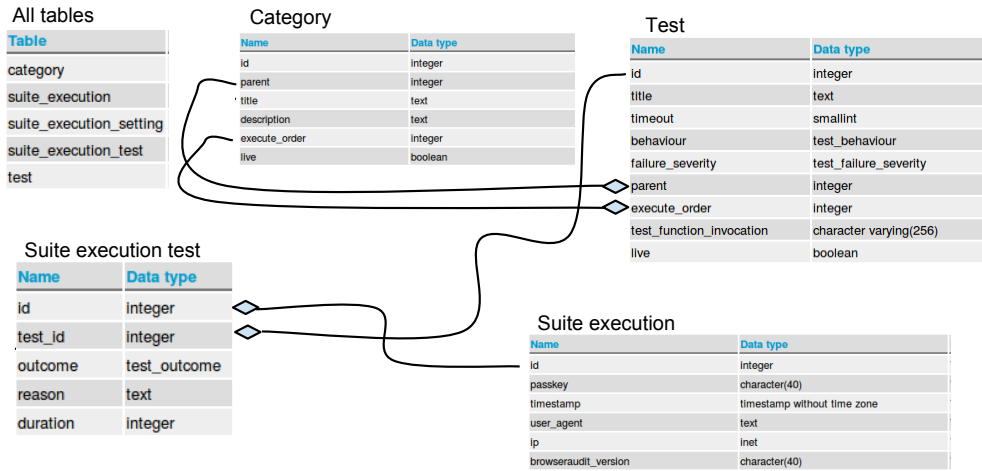 All tables
Table
category
suite_execution
suite_execution_setting
suite_execution_test
test
Category
Name Data type
id integer
parent integer
title text
description text
execute_order integer
live boolean
Test
Name Data type
id integer
title text
timeout smallint
behaviour test_behaviour
failure_severity test_failure_severity
parent integer
execute_order integer
test_function_invocation character varying(256)
live boolean
Suite execution test
Name Data type
id integer
test_id integer
outcome test_outcome
reason text
duration integer
Suite execution
Name Data type
id integer
passkey character(40)
timestamp timestamp without time zone
user_agent text
ip inet
browseraudit_version character(40)